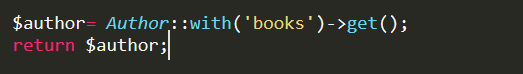 $author= Author::with('books')->get();
return $author;